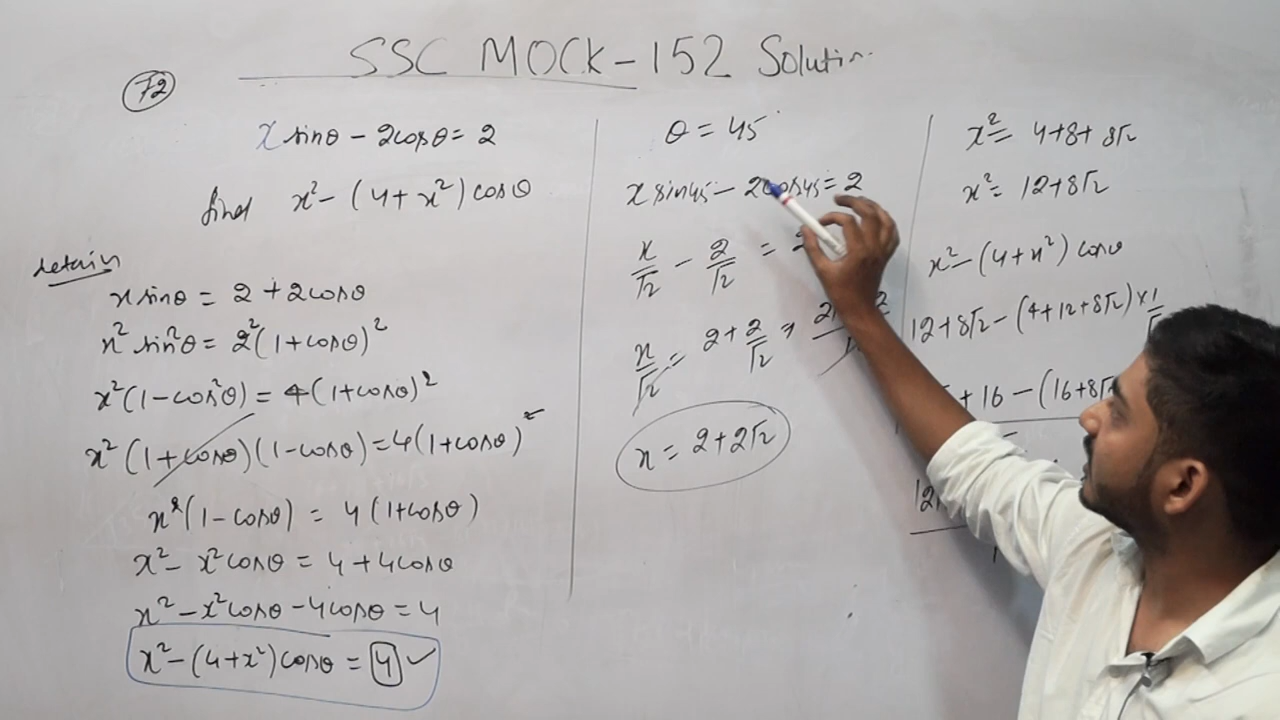 SSC MOCK-152 Solution
72
x sinθ - 2cosθ = 2
find x² - (4+x²)cosθ
detain
x sinθ = 2 + 2cosθ
x² sin²θ = 2²(1+cosθ)²
x²(1-cos²θ) = 4(1+cosθ)²
x²(1+cosθ)(1-cosθ) = 4(1+cosθ)²
x²(1-cosθ) = 4(1+cosθ)
x² - x²cosθ = 4 + 4cosθ
x² - x²cosθ - 4cosθ = 4
x² - (4+x²)cosθ = 4 ✓
θ = 45°
x sin45 - 2cos45 = 2
x/√2 - 2/√2 =
x/√2 = 2 + 2/√2 ⇒
x = 2+2√2
x² = 4+8+8√2
x² = 12+8√2
x² - (4+x²) cosθ
12+8√2 - (4+12+8√2) × 1/
+ 16 - (16+8√2